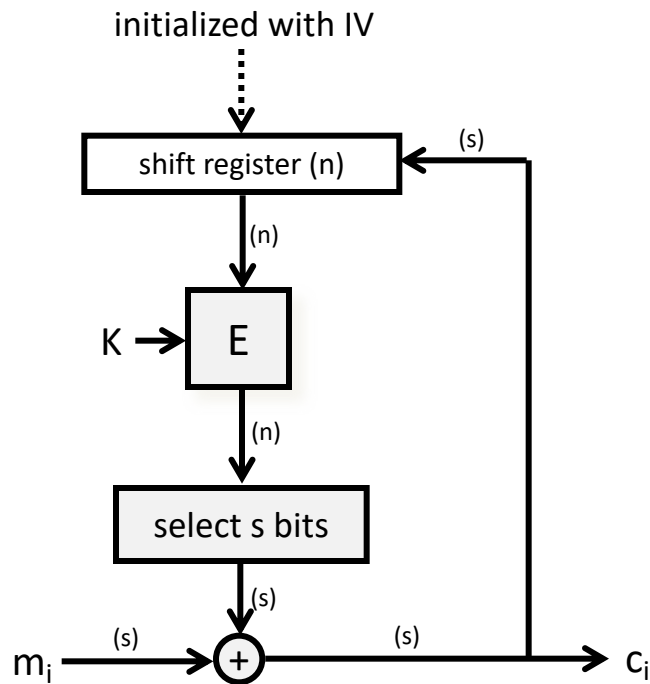 initialized with IV
(s)
shift register (n)
(n)
K
E
(n)
select s bits
(s)
(s)
(s)
mᵢ
+
cᵢ